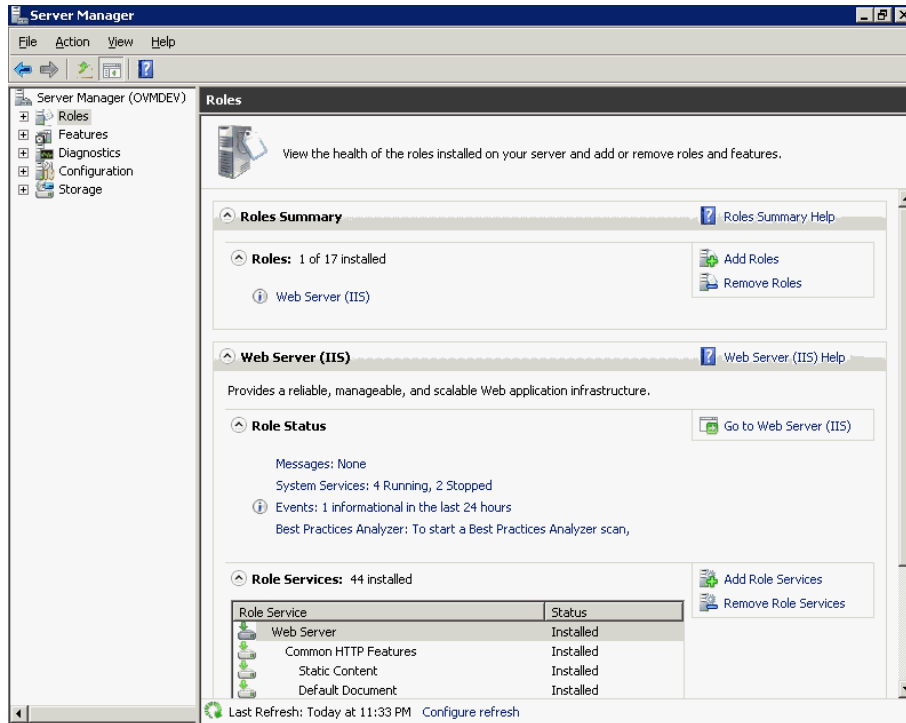 Server Manager
File Action View Help
Server Manager (OVMDEV)
Roles
Features
Diagnostics
Configuration
Storage
Roles
View the health of the roles installed on your server and add or remove roles and features.
Roles Summary
Roles Summary Help
Roles: 1 of 17 installed
Web Server (IIS)
Add Roles
Remove Roles
Web Server (IIS)
Web Server (IIS) Help
Provides a reliable, manageable, and scalable Web application infrastructure.
Role Status
Go to Web Server (IIS)
Messages: None
System Services: 4 Running, 2 Stopped
Events: 1 informational in the last 24 hours
Best Practices Analyzer: To start a Best Practices Analyzer scan,
Role Services: 44 installed
Add Role Services
Remove Role Services
Role Service Status
Web Server Installed
Common HTTP Features Installed
Static Content Installed
Default Document Installed
Last Refresh: Today at 11:33 PM Configure refresh